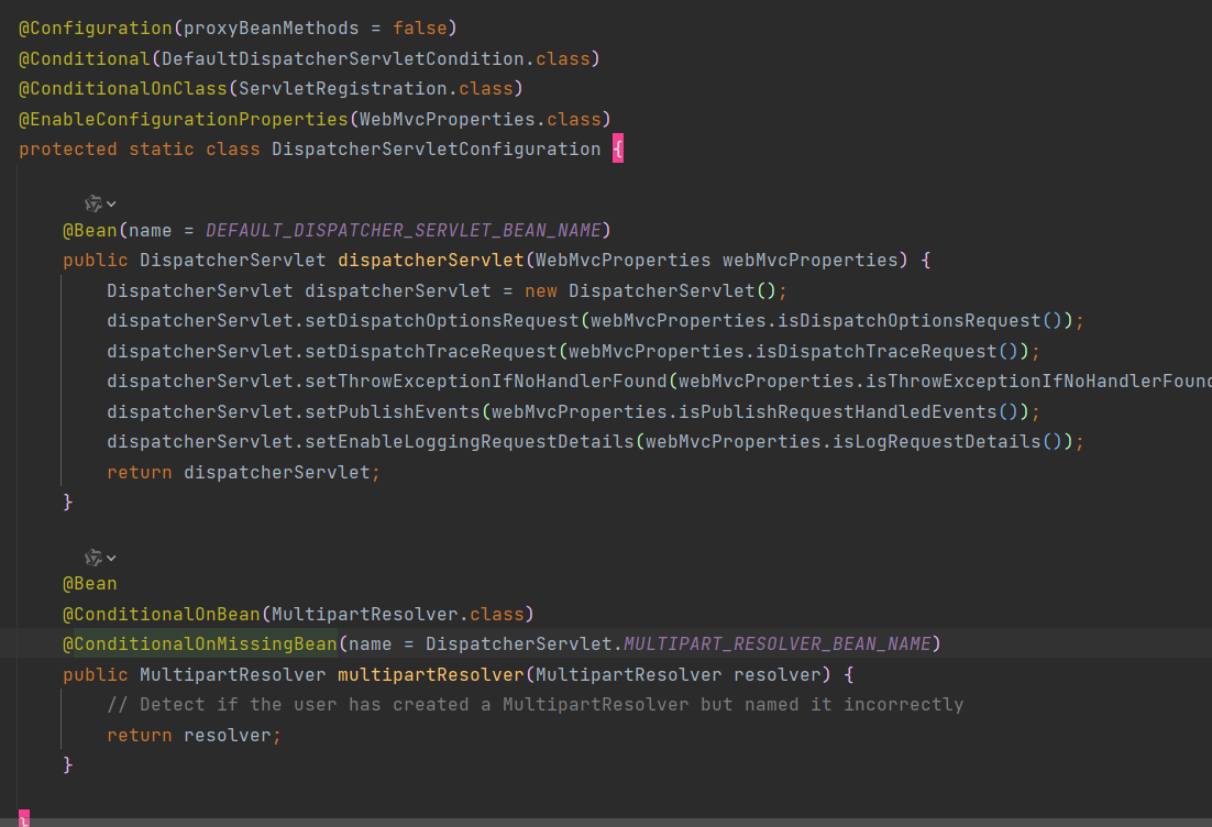 @Configuration(proxyBeanMethods = false)
@Conditional(DefaultDispatcherServletCondition.class)
@ConditionalOnClass(ServletRegistration.class)
@EnableConfigurationProperties(WebMvcProperties.class)
protected static class DispatcherServletConfiguration {
@Bean(name = DEFAULT_DISPATCHER_SERVLET_BEAN_NAME)
public DispatcherServlet dispatcherServlet(WebMvcProperties webMvcProperties) {
DispatcherServlet dispatcherServlet = new DispatcherServlet();
dispatcherServlet.setDispatchOptionsRequest(webMvcProperties.isDispatchOptionsRequest());
dispatcherServlet.setDispatchTraceRequest(webMvcProperties.isDispatchTraceRequest());
dispatcherServlet.setThrowExceptionIfNoHandlerFound(webMvcProperties.isThrowExceptionIfNoHandlerFound
dispatcherServlet.setPublishEvents(webMvcProperties.isPublishRequestHandledEvents());
dispatcherServlet.setEnableLoggingRequestDetails(webMvcProperties.isLogRequestDetails());
return dispatcherServlet;
}
@Bean
@ConditionalOnBean(MultipartResolver.class)
@ConditionalOnMissingBean(name = DispatcherServlet.MULTIPART_RESOLVER_BEAN_NAME)
public MultipartResolver multipartResolver(MultipartResolver resolver) {
// Detect if the user has created a MultipartResolver but named it incorrectly
return resolver;
}
}